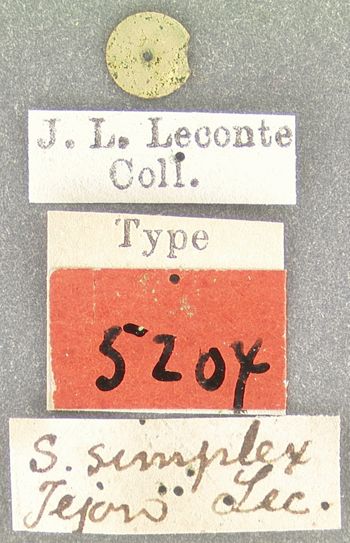 J. L. Leconte
Coll.
Type
5204
S. simplex
Tejon Lec.